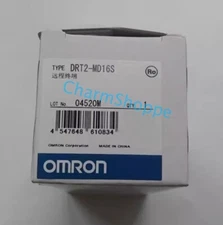 TYPE DRT2-MD16S
远程终端
CharmShoppe
LOT No 04520M QTY. 1
4 547648 610834
OMRON Corporation MADE IN CHINA
OMRON